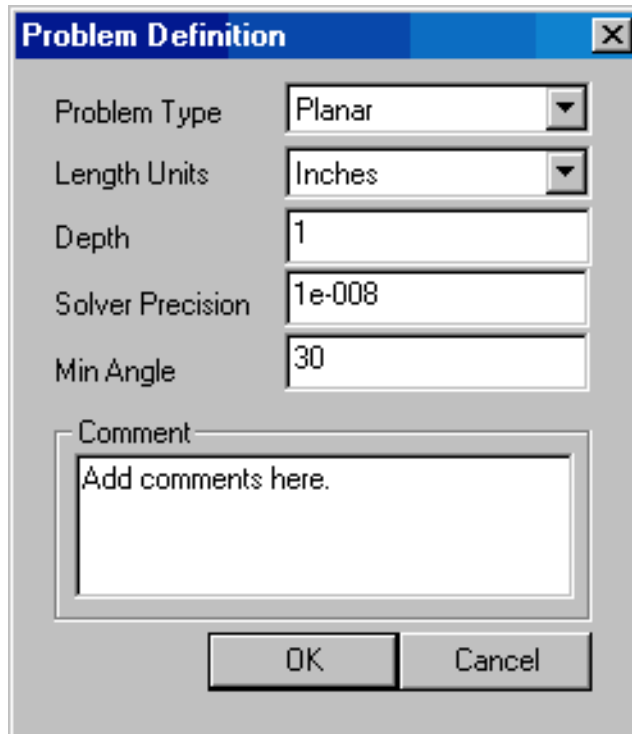 Problem Definition
Problem Type Planar
Length Units Inches
Depth 1
Solver Precision 1e-008
Min Angle 30
Comment
Add comments here.
OK Cancel